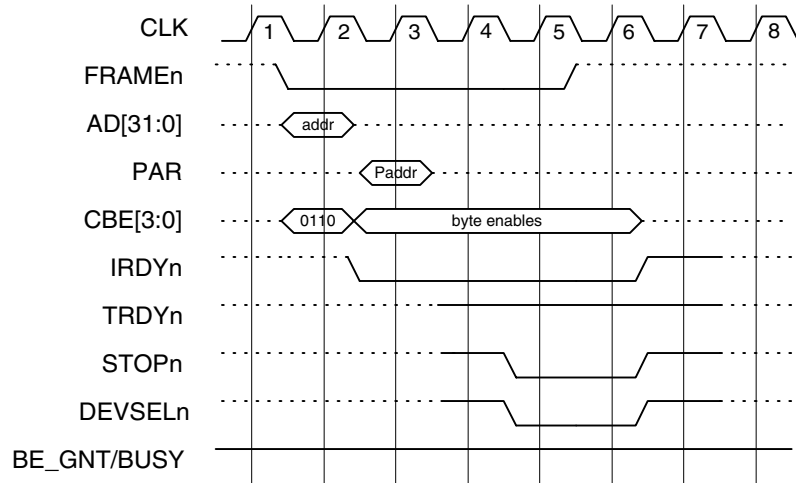 CLK 1 2 3 4 5 6 7 8
FRAMEn
AD[31:0] addr
PAR Paddr
CBE[3:0] 0110 byte enables
IRDYn
TRDYn
STOPn
DEVSELn
BE_GNT/BUSY